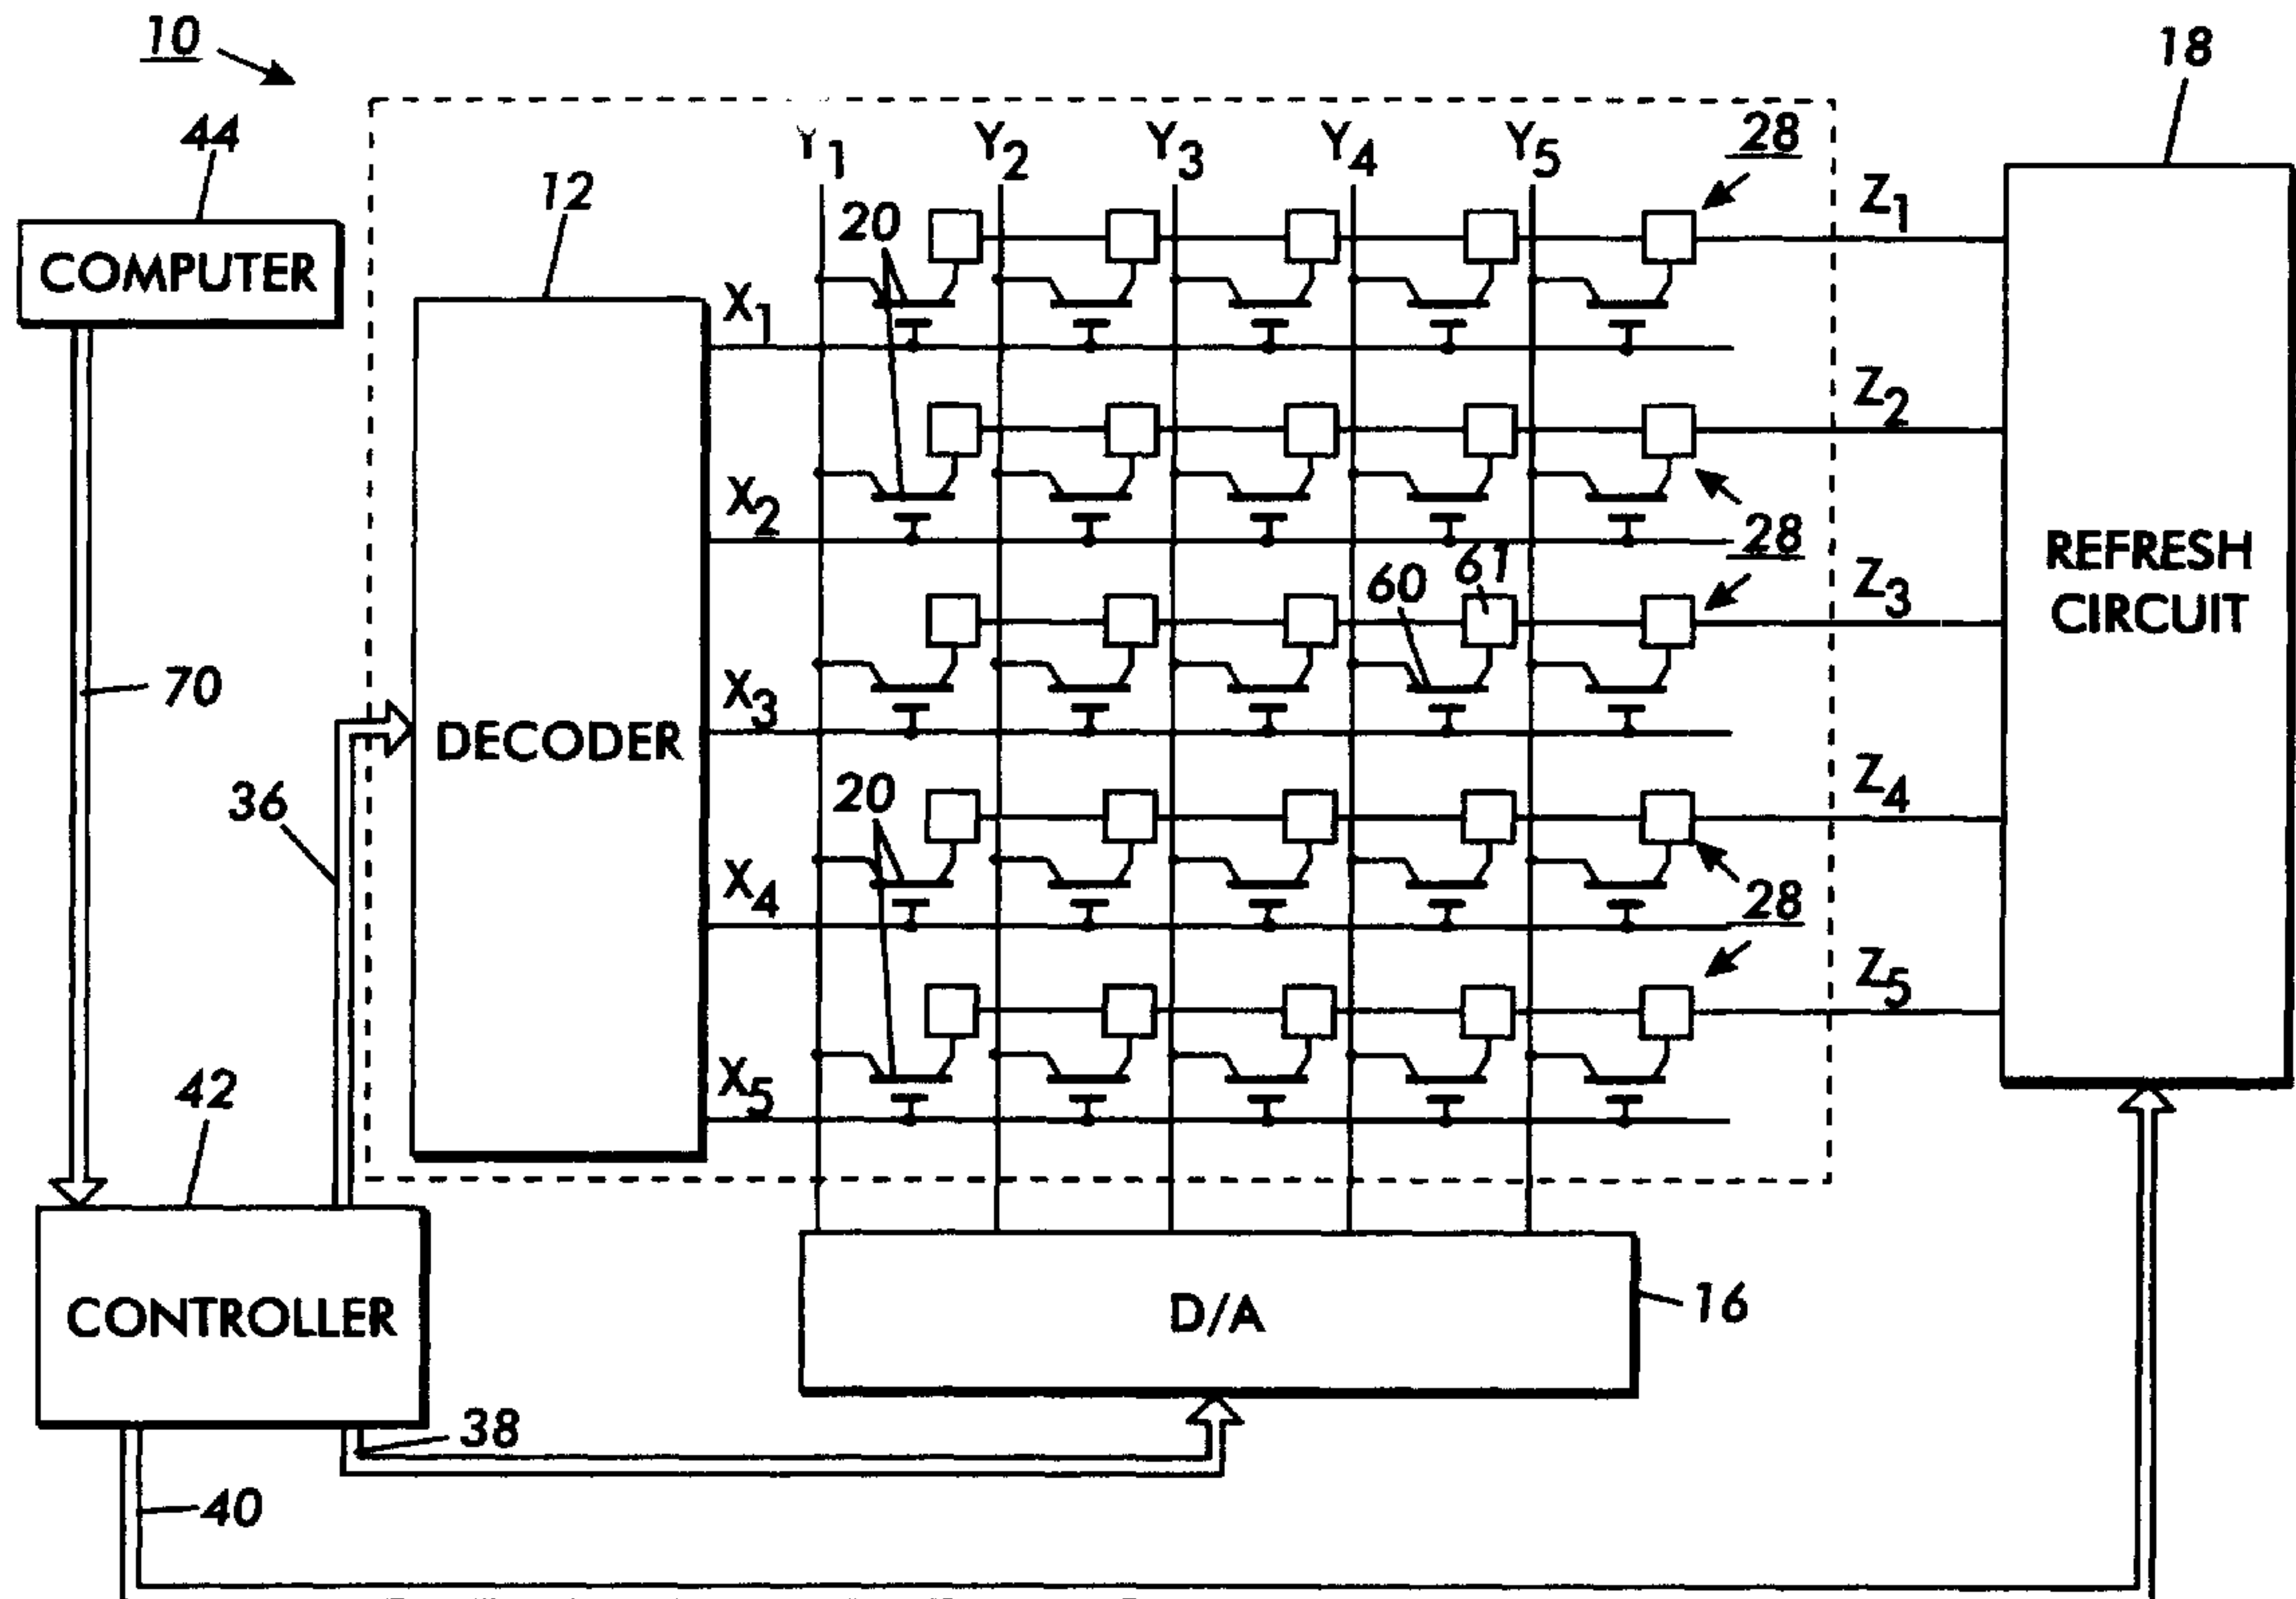 10
18
44
Y1 Y2 Y3 Y4 Y5
28
12
20
Z1
COMPUTER
X1
Z2
X2
28
REFRESH
CIRCUIT
60
61
Z3
70
X3
DECODER
36
20
Z4
X4
28
Z5
42
X5
CONTROLLER
D/A
16
38
40